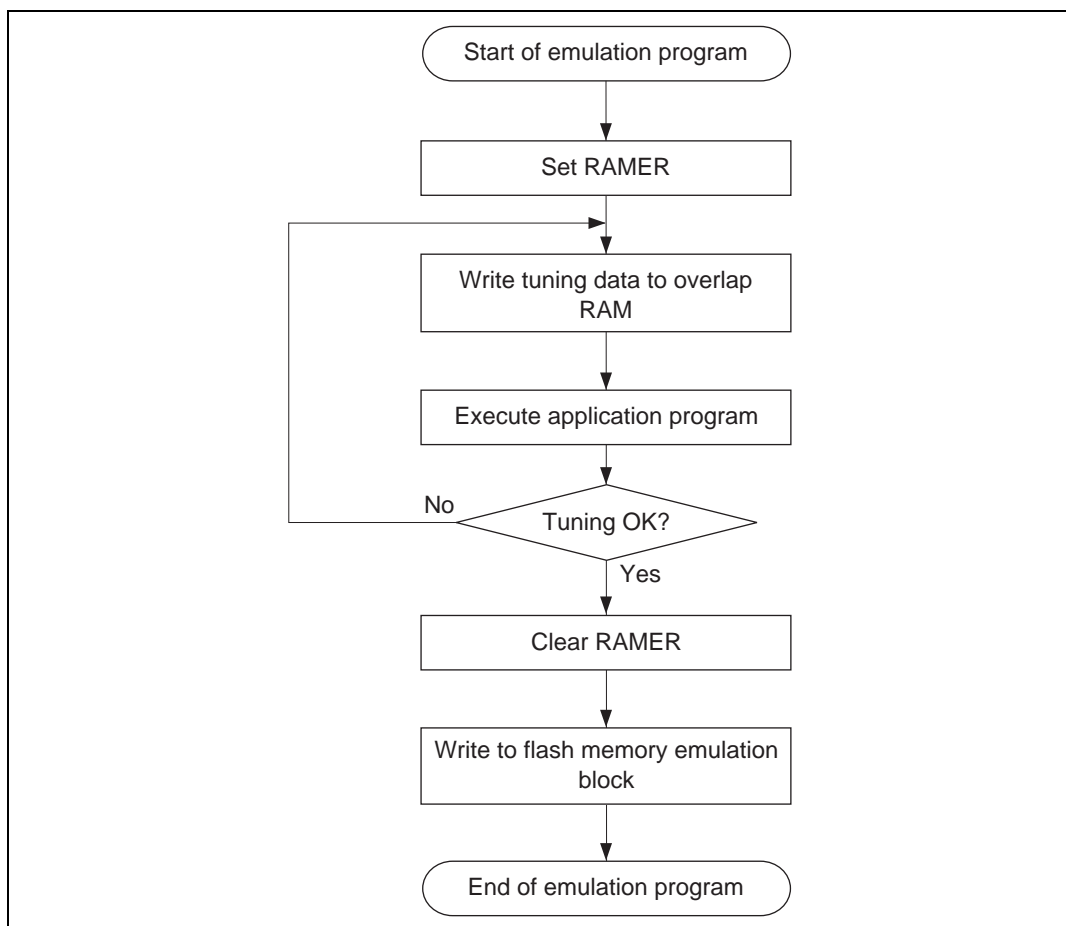 Start of emulation program
Set RAMER
Write tuning data to overlap
RAM
Execute application program
No
Tuning OK?
Yes
Clear RAMER
Write to flash memory emulation
block
End of emulation program